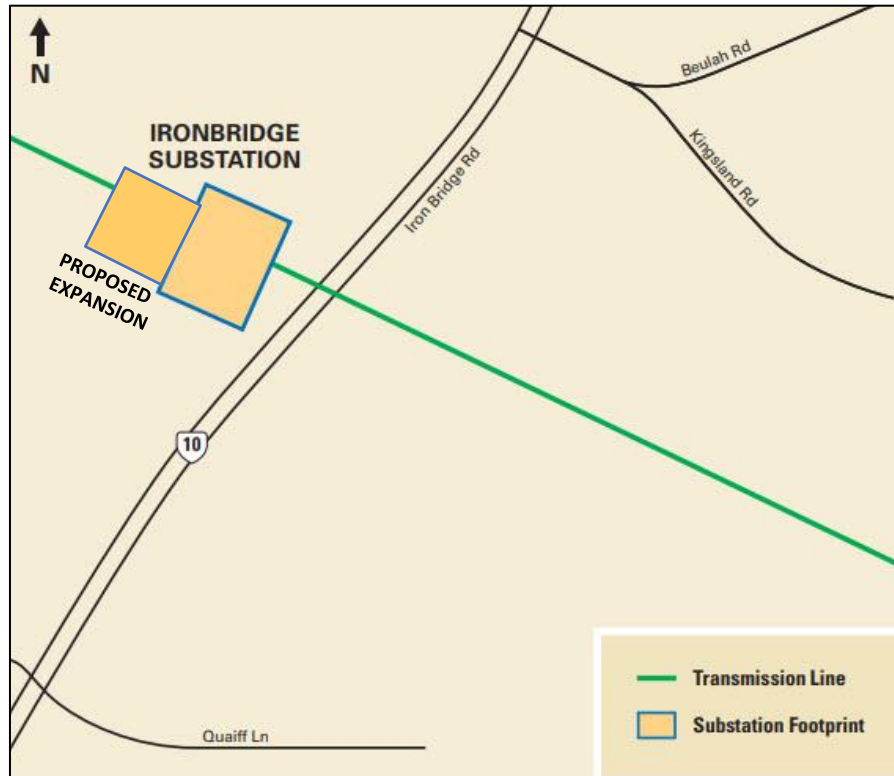 N
IRONBRIDGE
SUBSTATION
PROPOSED
EXPANSION
Beulah Rd
Kingsland Rd
Iron Bridge Rd
10
Quaiff Ln
Transmission Line
Substation Footprint